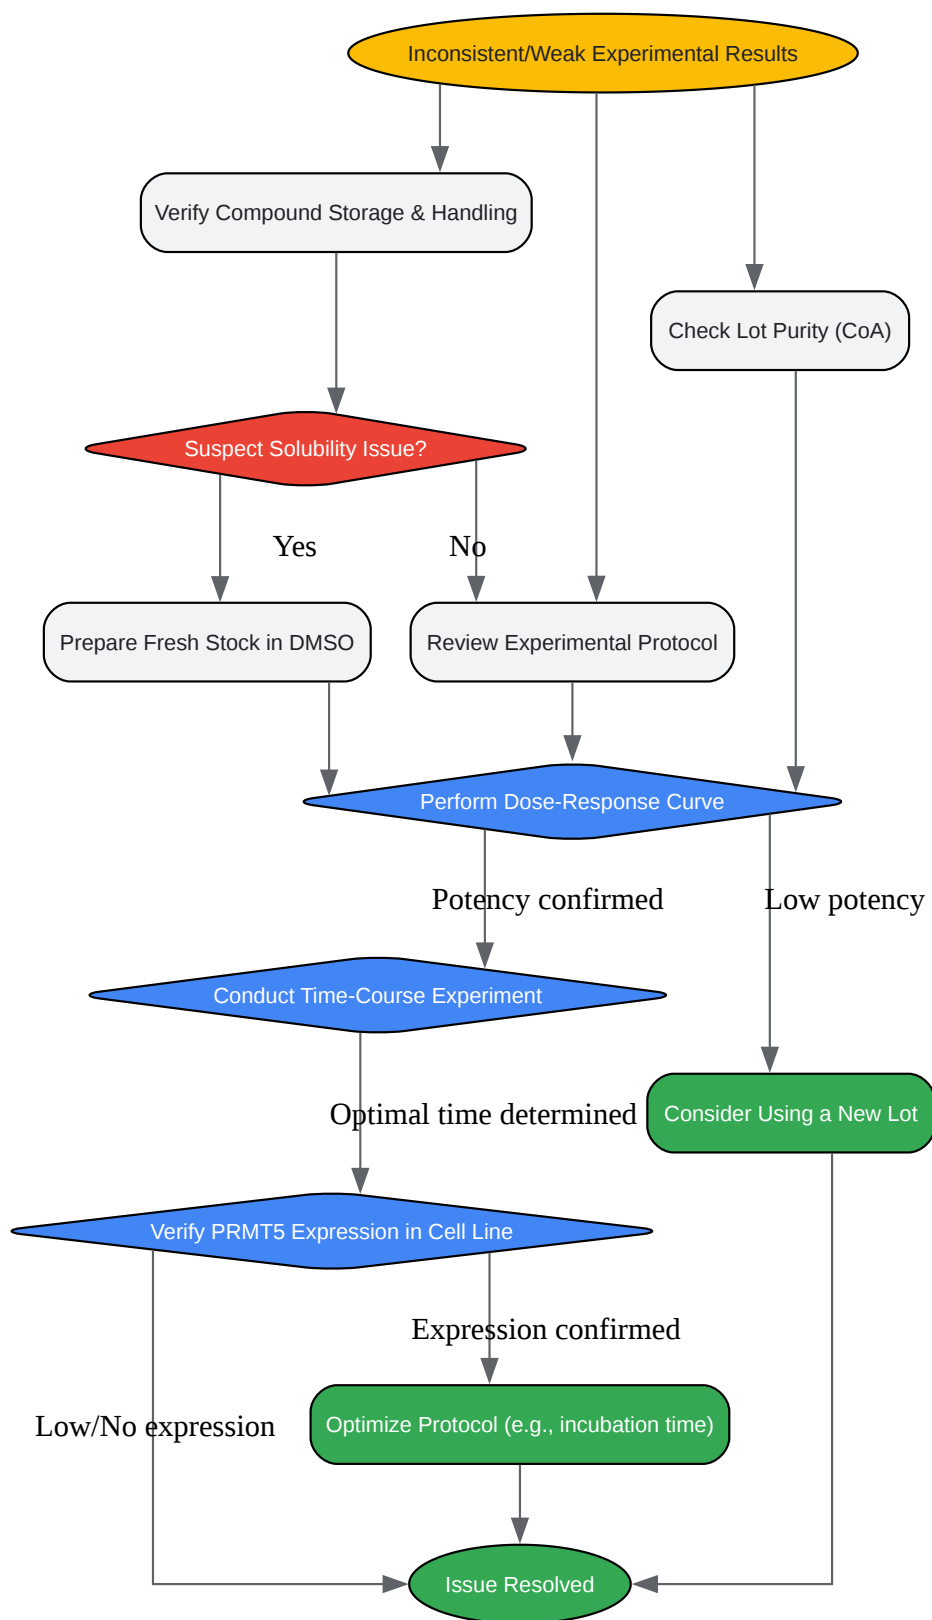 Inconsistent/Weak Experimental Results
Verify Compound Storage & Handling
Check Lot Purity (CoA)
Suspect Solubility Issue?
Yes
No
Prepare Fresh Stock in DMSO
Review Experimental Protocol
Perform Dose-Response Curve
Potency confirmed
Low potency
Conduct Time-Course Experiment
Optimal time determined
Consider Using a New Lot
Verify PRMT5 Expression in Cell Line
Expression confirmed
Low/No expression
Optimize Protocol (e.g., incubation time)
Issue Resolved